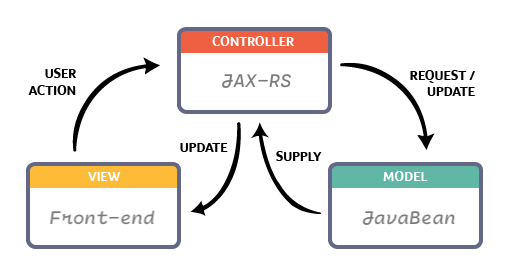 CONTROLLER
JAX-RS
USER
ACTION
REQUEST /
UPDATE
UPDATE
SUPPLY
VIEW
Front-end
MODEL
JavaBean